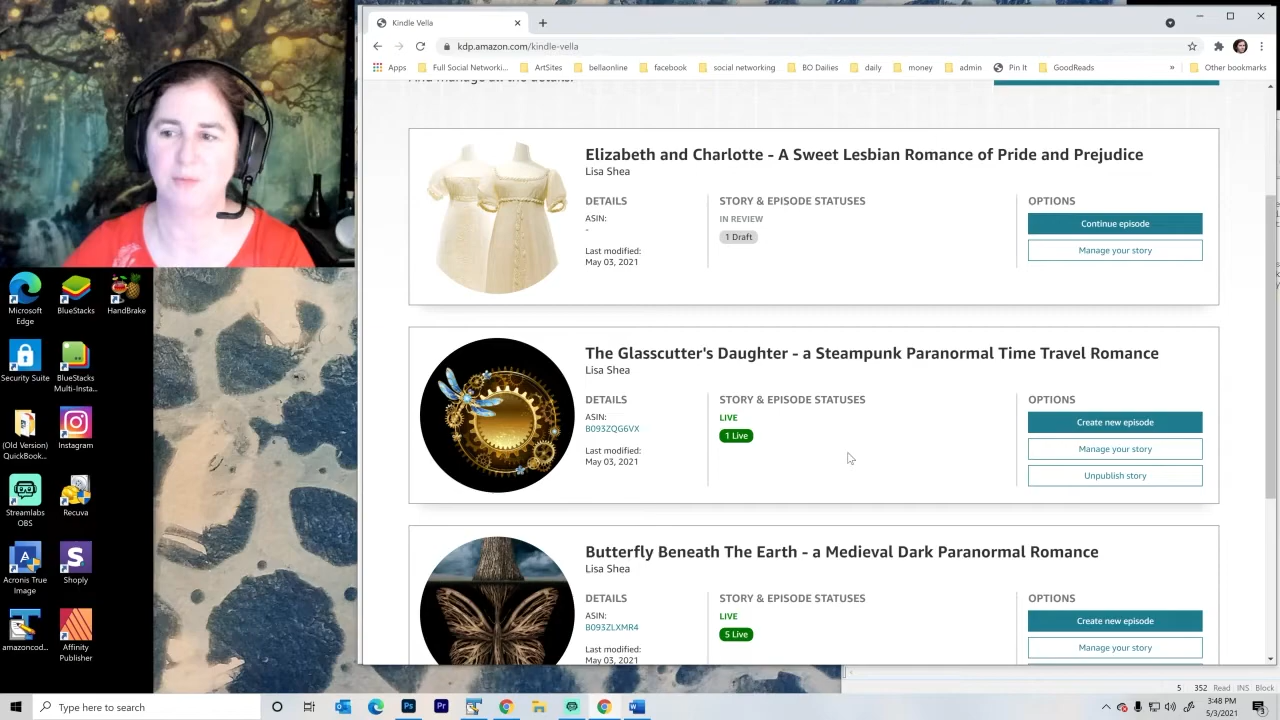 Kindle Vella
kdp.amazon.com/kindle-vella
Apps Full Social Networki... ArtSites bellaonline facebook social networking BO Dailies daily money admin Pin It GoodReads » Other bookmarks
Elizabeth and Charlotte - A Sweet Lesbian Romance of Pride and Prejudice
Lisa Shea
DETAILS
ASIN:
-
Last modified:
May 03, 2021
STORY & EPISODE STATUSES
IN REVIEW
1 Draft
OPTIONS
Continue episode
Manage your story
The Glasscutter's Daughter - a Steampunk Paranormal Time Travel Romance
Lisa Shea
DETAILS
ASIN:
B093ZQG6VX
Last modified:
May 03, 2021
STORY & EPISODE STATUSES
LIVE
1 Live
OPTIONS
Create new episode
Manage your story
Unpublish story
Butterfly Beneath The Earth - a Medieval Dark Paranormal Romance
Lisa Shea
DETAILS
ASIN:
B093ZLXMR4
Last modified:
May 03, 2021
STORY & EPISODE STATUSES
LIVE
5 Live
OPTIONS
Create new episode
Manage your story
Microsoft
Edge
BlueStacks
HandBrake
Security Suite
BlueStacks
Multi-Insta...
(Old Version)
QuickBook...
Instagram
Streamlabs
OBS
Recuva
Acronis True
Image
Shoply
amazoncod...
Affinity
Publisher
5 352 Read INS Block
Type here to search
3:48 PM
5/3/2021